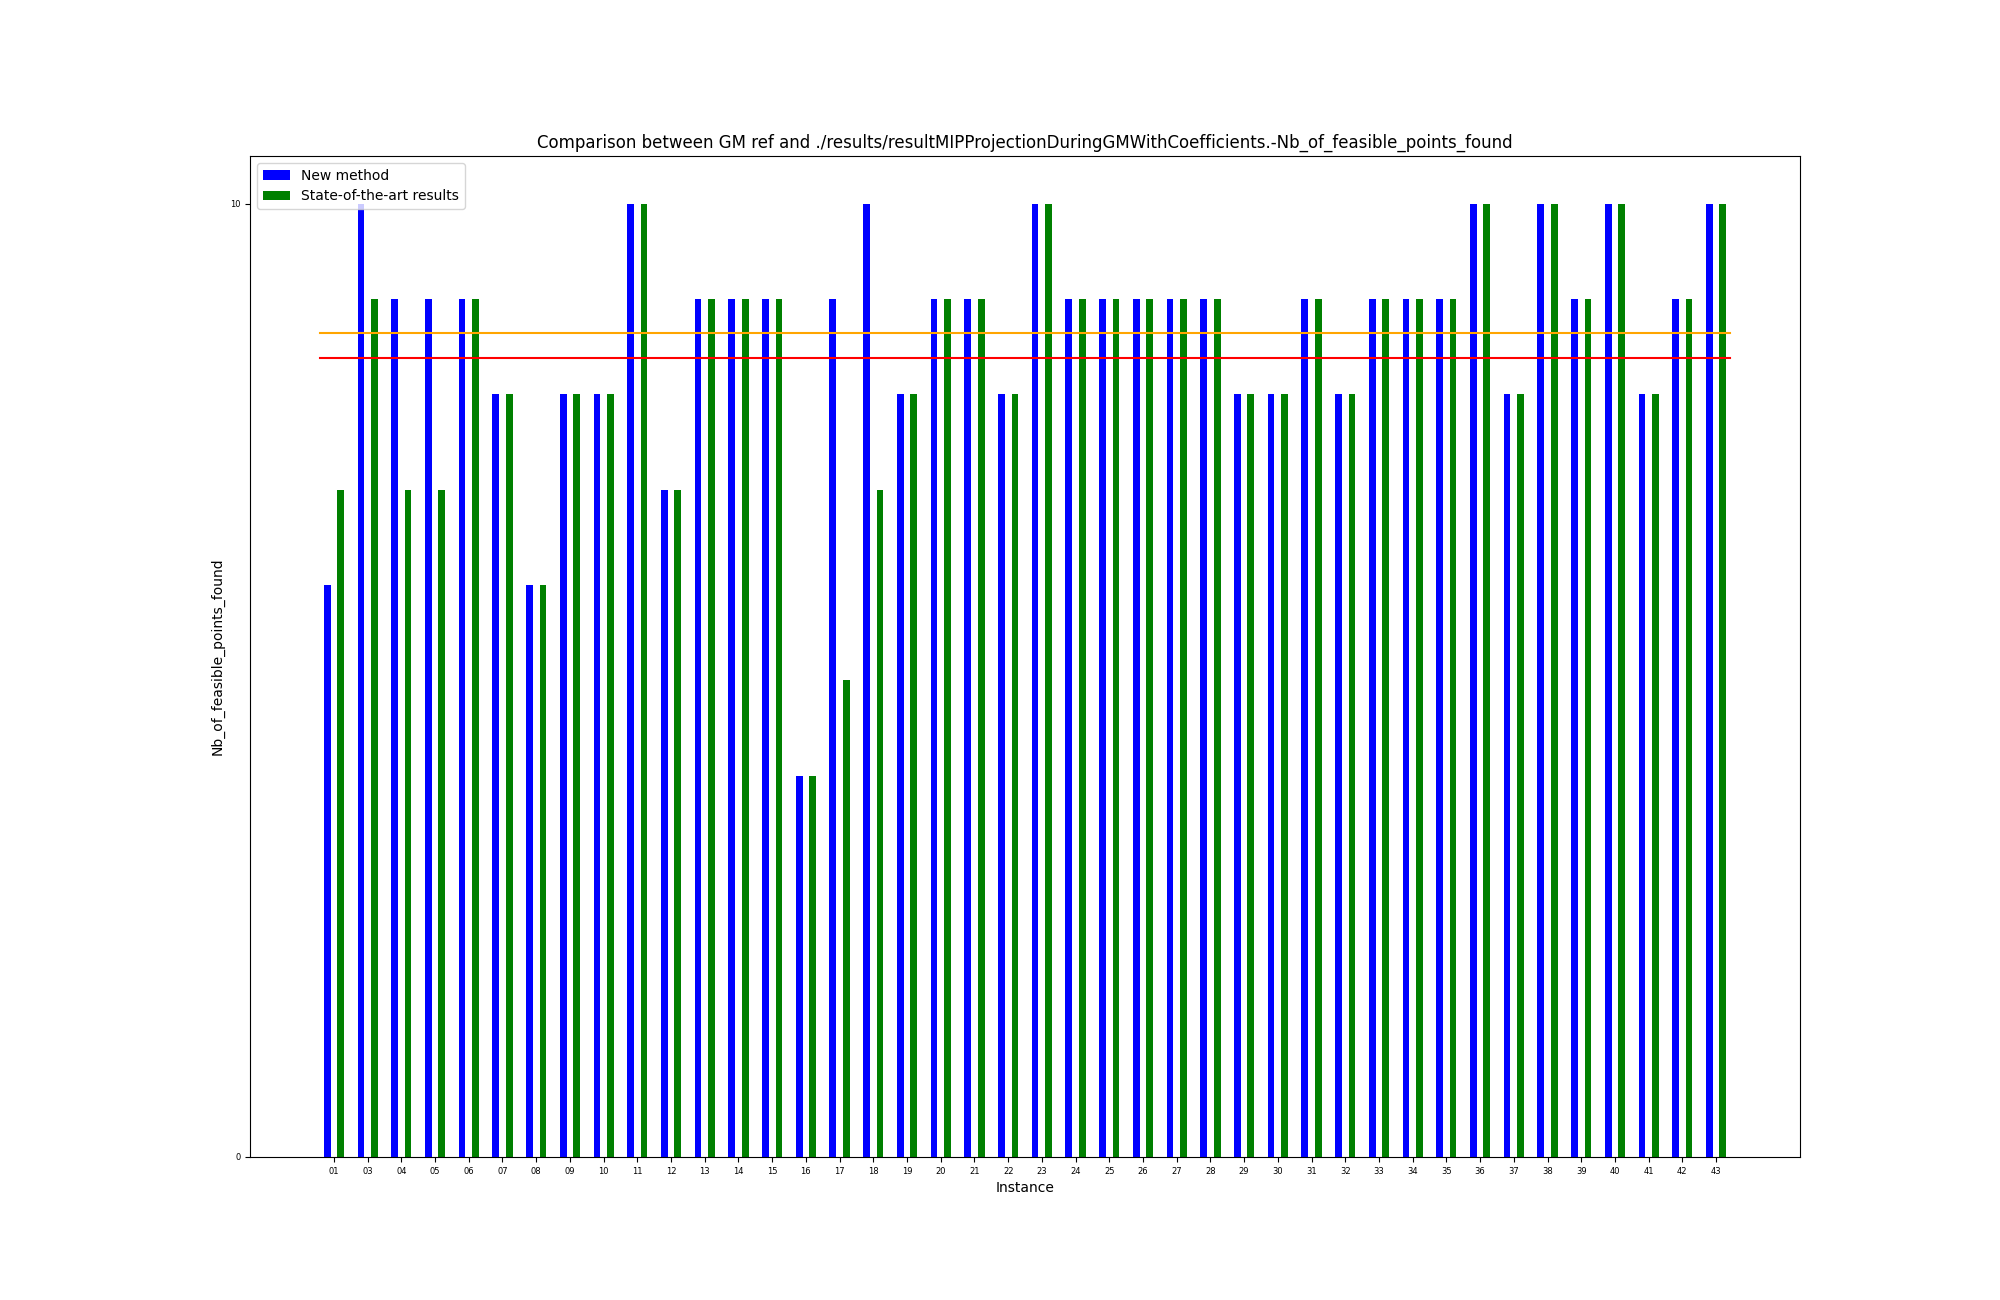 Comparison between GM ref and ./results/resultMIPProjectionDuringGMWithCoefficients.-Nb_of_feasible_points_found
New method
State-of-the-art results
10
Nb_of_feasible_points_found
0
01 03 04 05 06 07 08 09 10 11 12 13 14 15 16 17 18 19 20 21 22 23 24 25 26 27 28 29 30 31 32 33 34 35 36 37 38 39 40 41 42 43
Instance